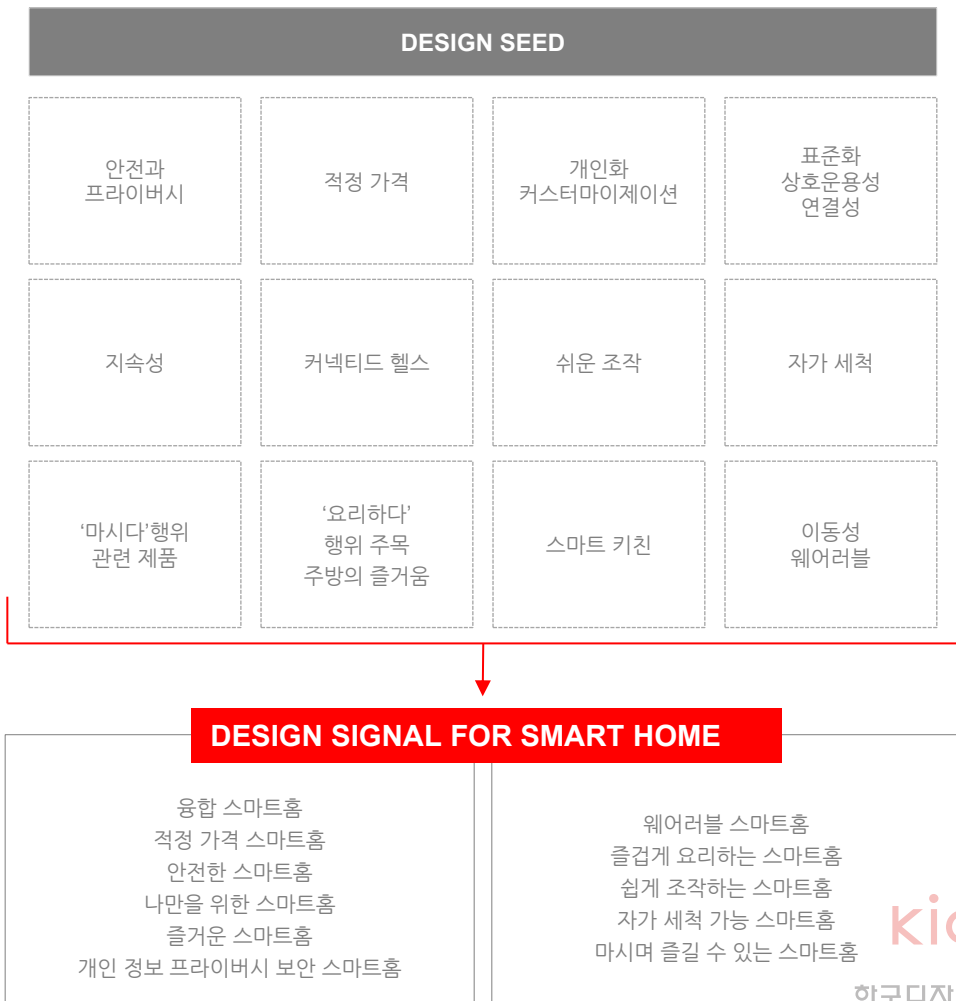 DESIGN SEED
안전과
프라이버시
적정 가격
개인화
커스터마이제이션
표준화
상호운용성
연결성
지속성
커넥티드 헬스
쉬운 조작
자가 세척
‘마시다’행위
관련 제품
‘요리하다’
행위 주목
주방의 즐거움
스마트 키친
이동성
웨어러블
DESIGN SIGNAL FOR SMART HOME
융합 스마트홈
적정 가격 스마트홈
안전한 스마트홈
나만을 위한 스마트홈
즐거운 스마트홈
개인 정보 프라이버시 보안 스마트홈
웨어러블 스마트홈
즐겁게 요리하는 스마트홈
쉽게 조작하는 스마트홈
자가 세척 가능 스마트홈
마시며 즐길 수 있는 스마트홈